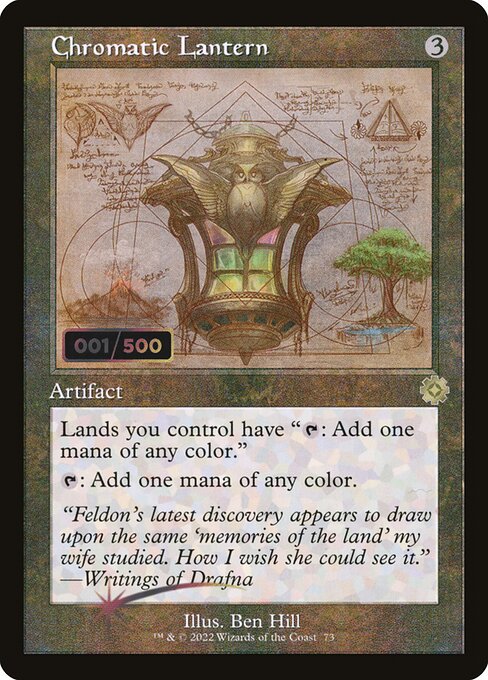 Chromatic Lantern
3
001/500
Artifact
Lands you control have “: Add one
mana of any color.”
: Add one mana of any color.
“Feldon’s latest discovery appears to draw
upon the same ‘memories of the land’ my
wife studied. How I wish she could see it.”
—Writings of Drafna
Illus. Ben Hill
™ & © 2022 Wizards of the Coast 73